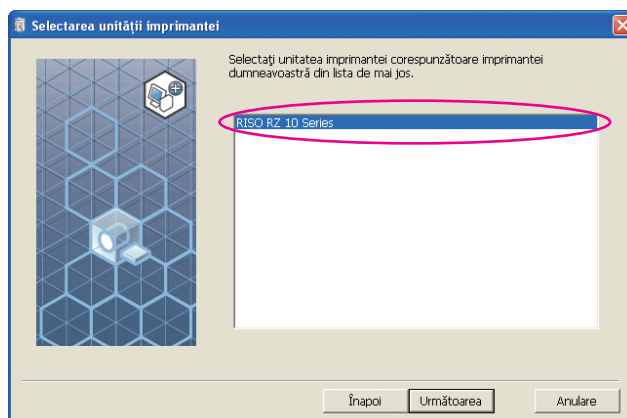 Selectarea unităţii imprimantei
Selectaţi unitatea imprimantei corespunzătoare imprimantei
dumneavoastră din lista de mai jos.
RISO RZ 10 Series
Înapoi
Următoarea
Anulare